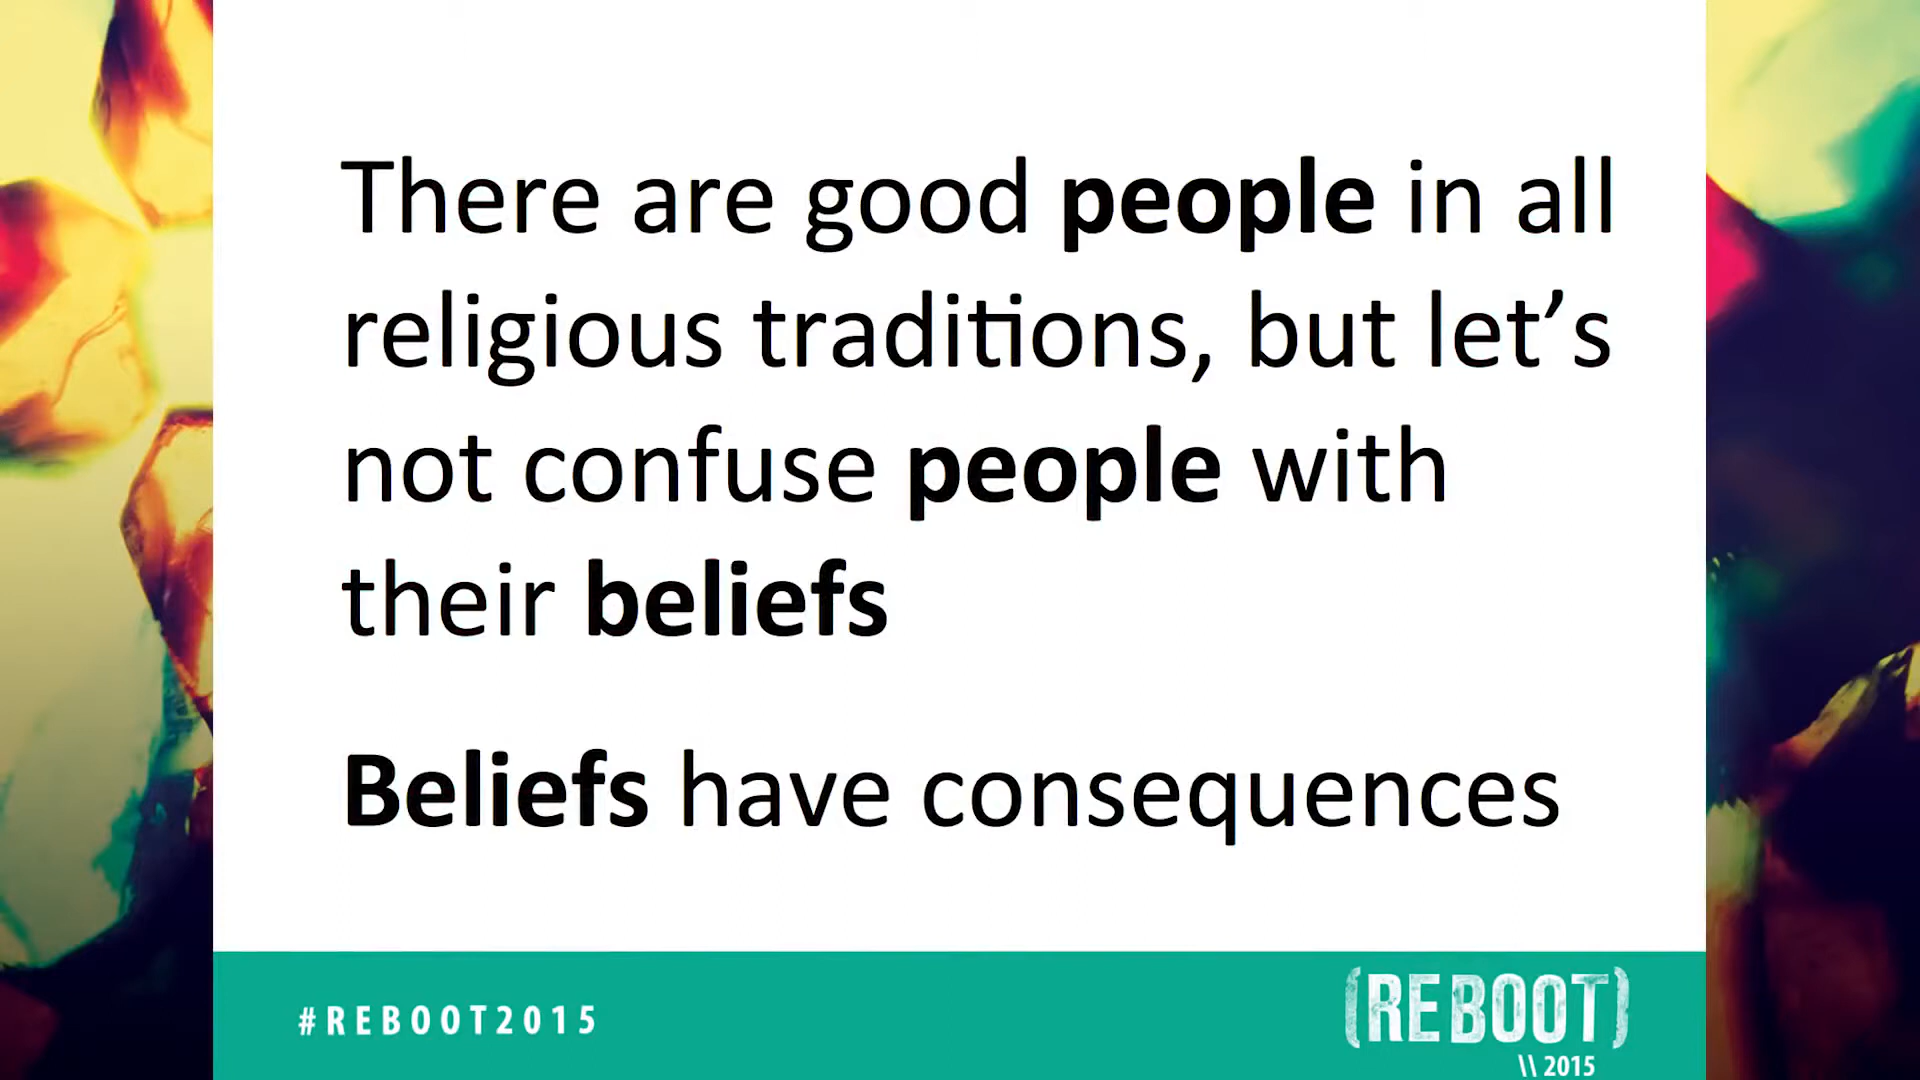 There are good people in all
religious traditions, but let’s
not confuse people with
their beliefs
Beliefs have consequences
#REBOOT2015
(REBOOT)
\\ 2015